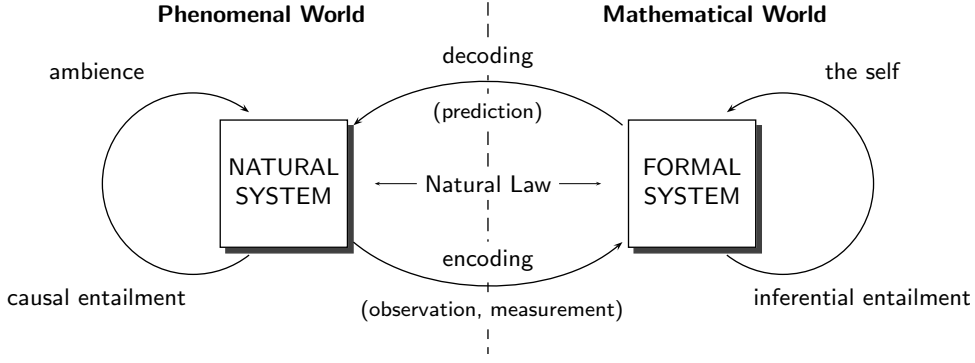 Phenomenal World
Mathematical World
decoding
ambience
the self
(prediction)
NATURAL
SYSTEM
Natural Law
FORMAL
SYSTEM
encoding
causal entailment
(observation, measurement)
inferential entailment